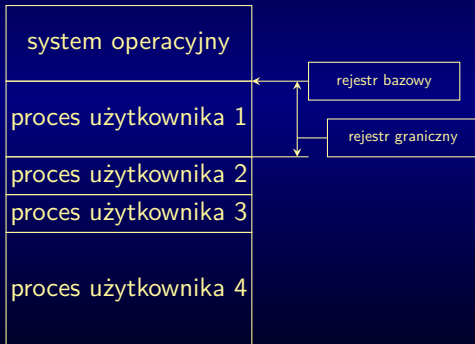 system operacyjny
rejestr bazowy
proces użytkownika 1
rejestr graniczny
proces użytkownika 2
proces użytkownika 3
proces użytkownika 4